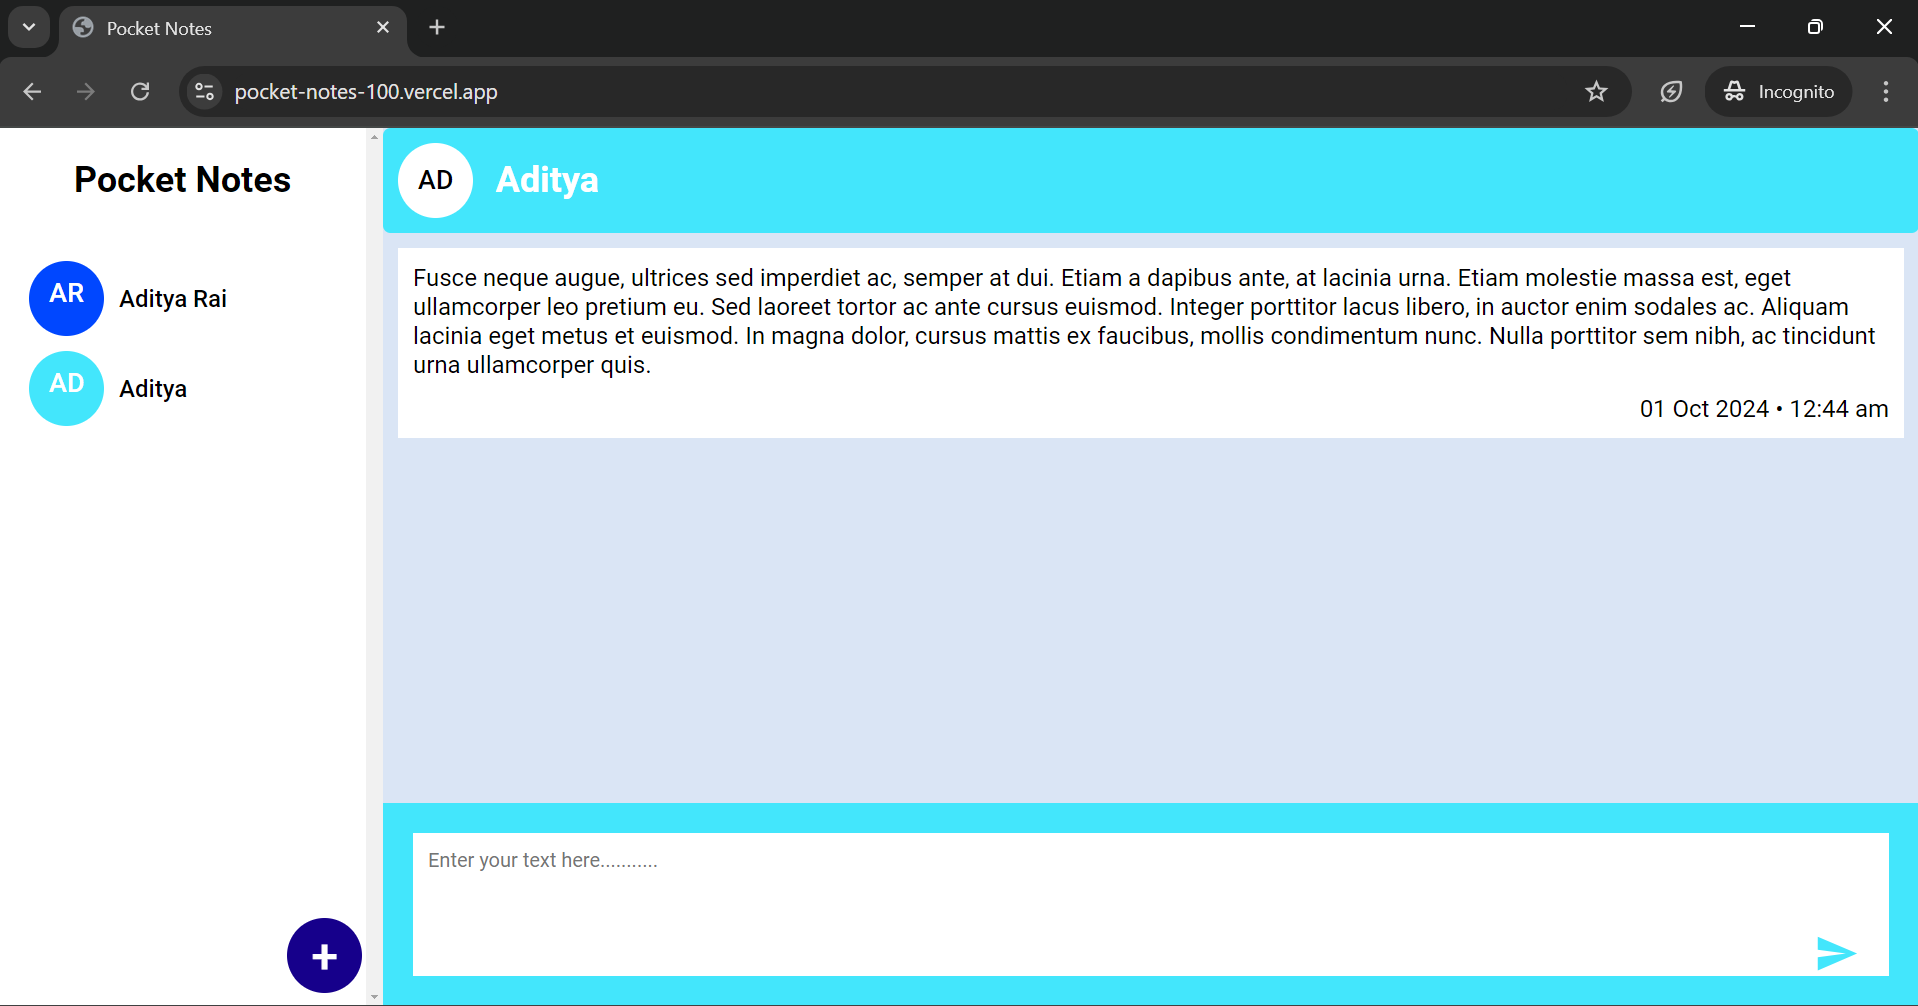 Pocket Notes
pocket-notes-100.vercel.app
Incognito
Pocket Notes
AR Aditya Rai
AD Aditya
AD Aditya
Fusce neque augue, ultrices sed imperdiet ac, semper at dui. Etiam a dapibus ante, at lacinia urna. Etiam molestie massa est, eget
ullamcorper leo pretium eu. Sed laoreet tortor ac ante cursus euismod. Integer porttitor lacus libero, in auctor enim sodales ac. Aliquam
lacinia eget metus et euismod. In magna dolor, cursus mattis ex faucibus, mollis condimentum nunc. Nulla porttitor sem nibh, ac tincidunt
urna ullamcorper quis.
01 Oct 2024 • 12:44 am
Enter your text here...........